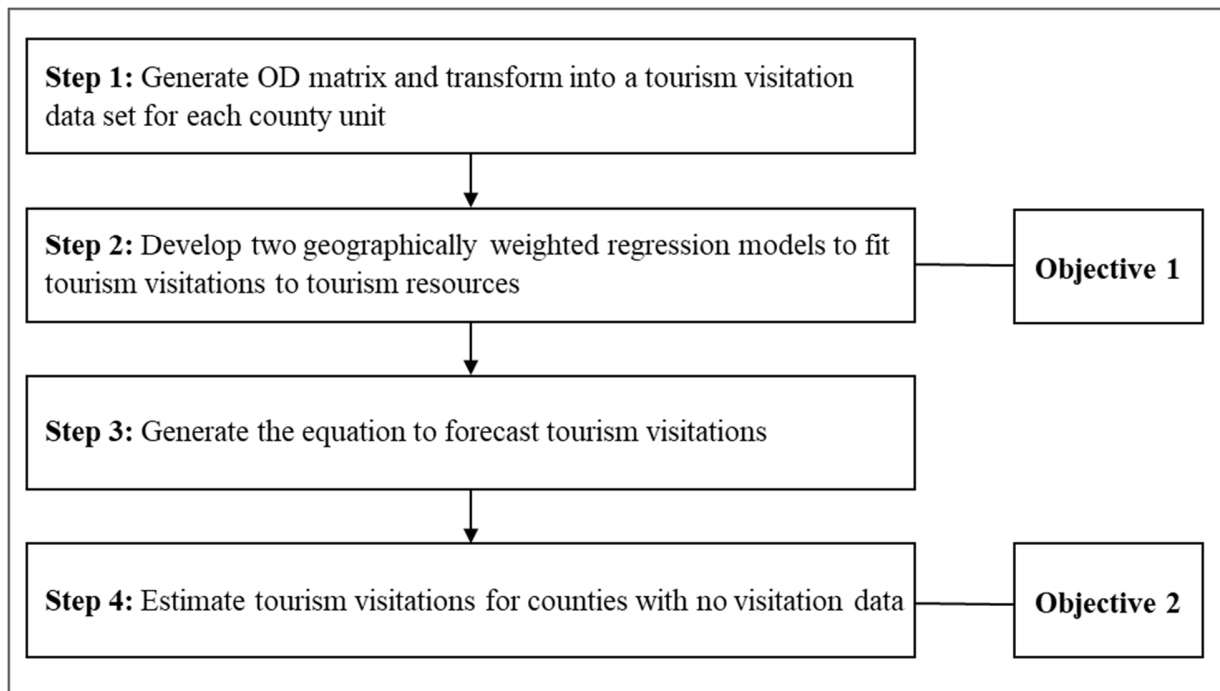 Step 1: Generate OD matrix and transform into a tourism visitation
data set for each county unit
Step 2: Develop two geographically weighted regression models to fit
tourism visitations to tourism resources
Objective 1
Step 3: Generate the equation to forecast tourism visitations
Step 4: Estimate tourism visitations for counties with no visitation data
Objective 2